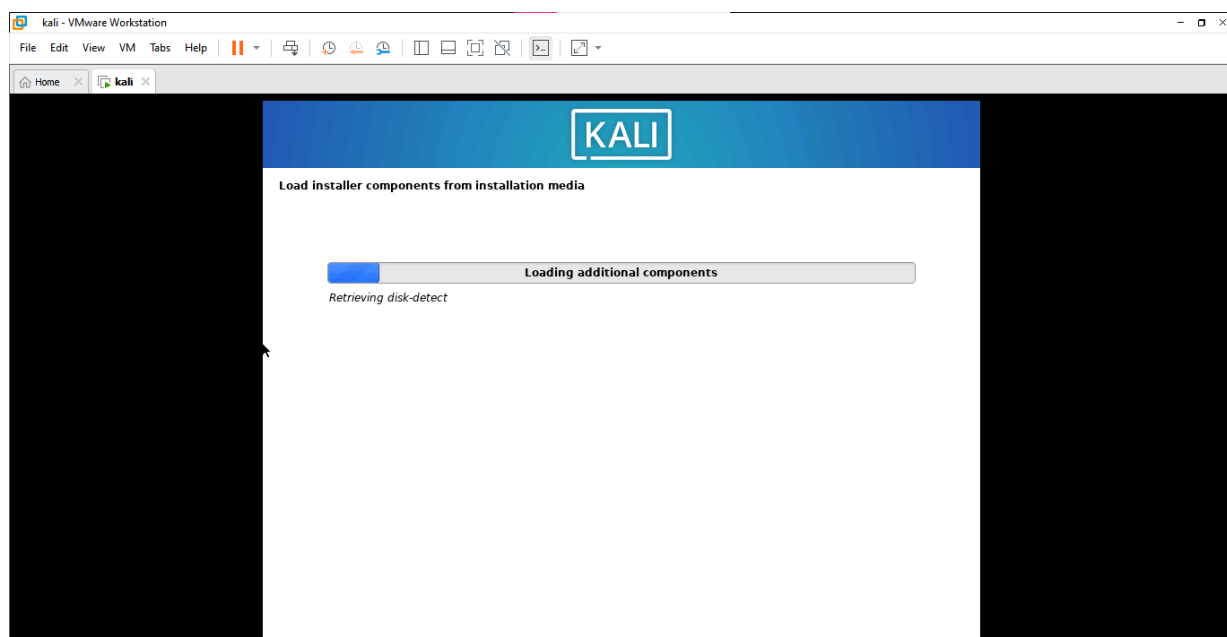 kali - VMware Workstation
File Edit View VM Tabs Help
Home kali
KALI
Load installer components from installation media
Loading additional components
Retrieving disk-detect